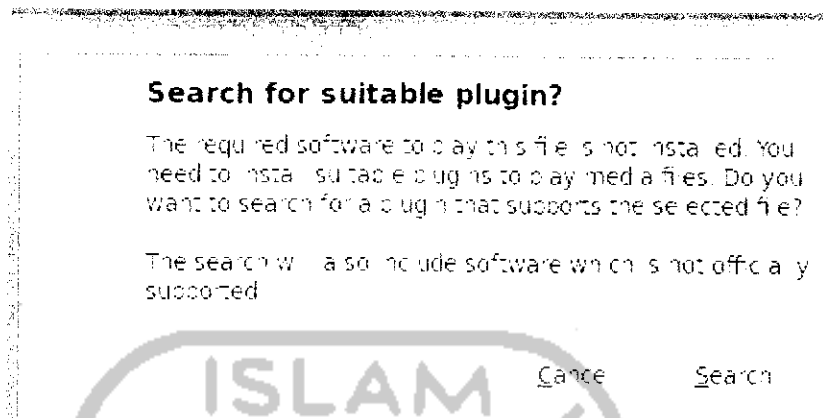 Search for suitable plugin?
The required software to play this file is not installed. You
need to install suitable plugins to play media files. Do you
want to search for a plugin that supports the selected file?
The search will also include software which is not officially
supported.
ISLAM
Cancel Search